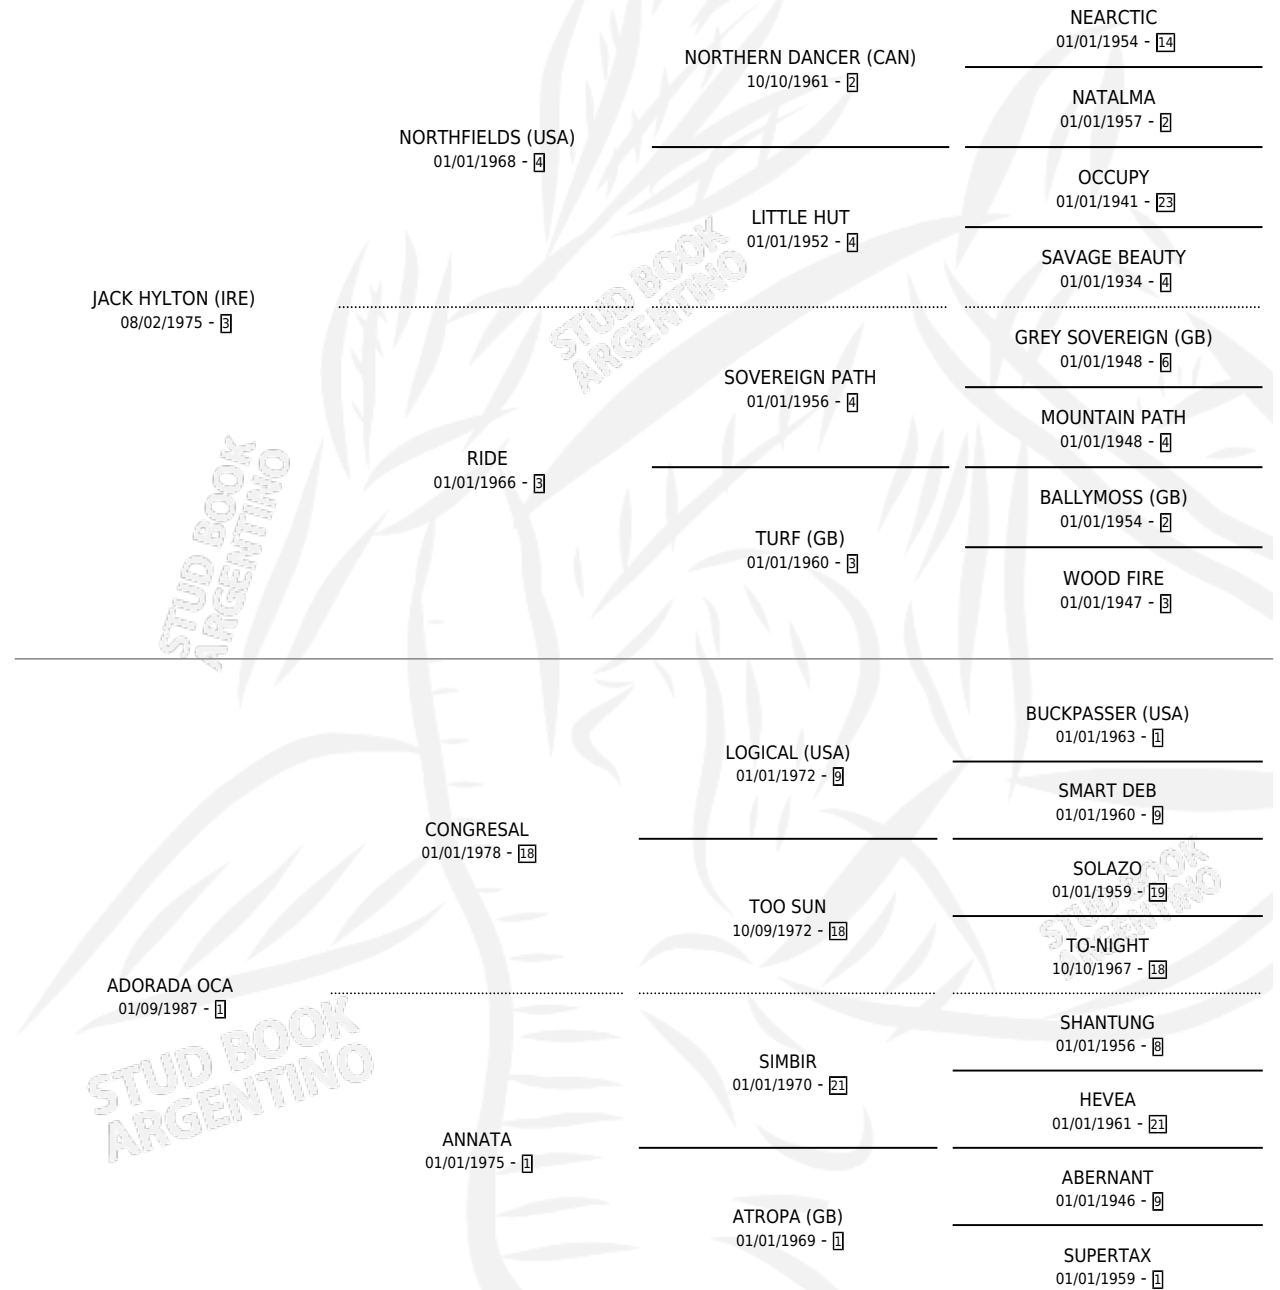 NEARCTIC
01/01/1954 - 14
NORTHERN DANCER (CAN)
10/10/1961 - 2
NATALMA
01/01/1957 - 2
NORTHFIELDS (USA)
01/01/1968 - 4
OCCUPY
01/01/1941 - 23
LITTLE HUT
01/01/1952 - 4
SAVAGE BEAUTY
01/01/1934 - 4
JACK HYLTON (IRE)
08/02/1975 - 3
GREY SOVEREIGN (GB)
01/01/1948 - 6
SOVEREIGN PATH
01/01/1956 - 4
MOUNTAIN PATH
01/01/1948 - 4
RIDE
01/01/1966 - 3
BALLYMOSS (GB)
01/01/1954 - 2
TURF (GB)
01/01/1960 - 3
WOOD FIRE
01/01/1947 - 3
BUCKPASSER (USA)
01/01/1963 - 1
LOGICAL (USA)
01/01/1972 - 9
SMART DEB
01/01/1960 - 9
CONGRESAL
01/01/1978 - 18
SOLAZO
01/01/1959 - 19
TOO SUN
10/09/1972 - 18
TO-NIGHT
10/10/1967 - 18
ADORADA OCA
01/09/1987 - 1
SHANTUNG
01/01/1956 - 8
SIMBIR
01/01/1970 - 21
HEVEA
01/01/1961 - 21
ANNATA
01/01/1975 - 1
ABERNANT
01/01/1946 - 9
ATROPA (GB)
01/01/1969 - 1
SUPERTAX
01/01/1959 - 1
STUD BOOK
ARGENTINO
STUD BOOK
ARGENTINO
STUD BOOK
ARGENTINO
STUD BOOK
ARGENTINO